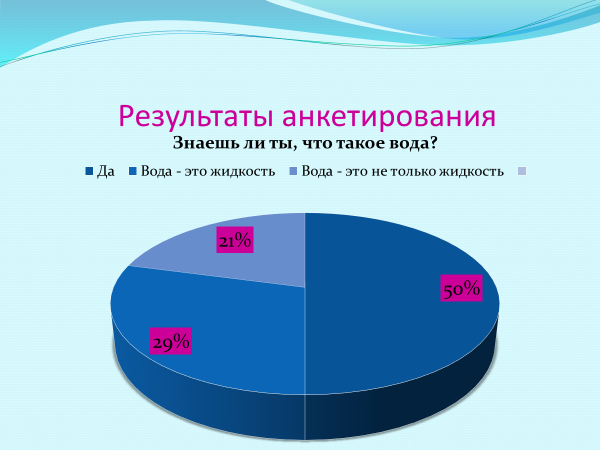 Результаты анкетирования
Знаешь ли ты, что такое вода?
Да Вода - это жидкость Вода - это не только жидкость
21%
50%
29%